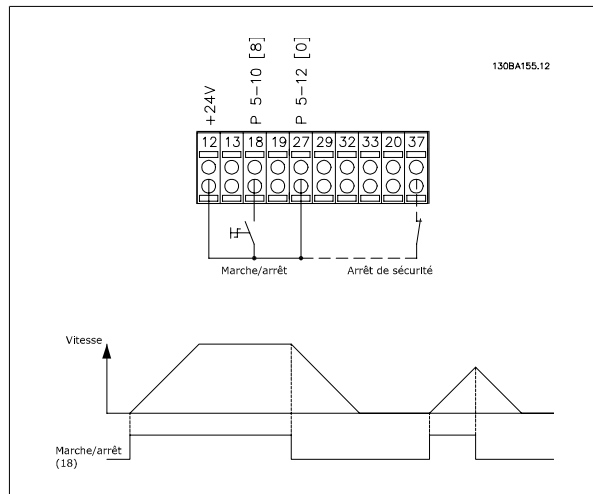 130BA155.12
+24V
P 5-10 [8]
P 5-12 [0]
12 13 18 19 27 29 32 33 20 37
Marche/arrêt
Arrêt de sécurité
Vitesse
Marche/arrêt
(18)